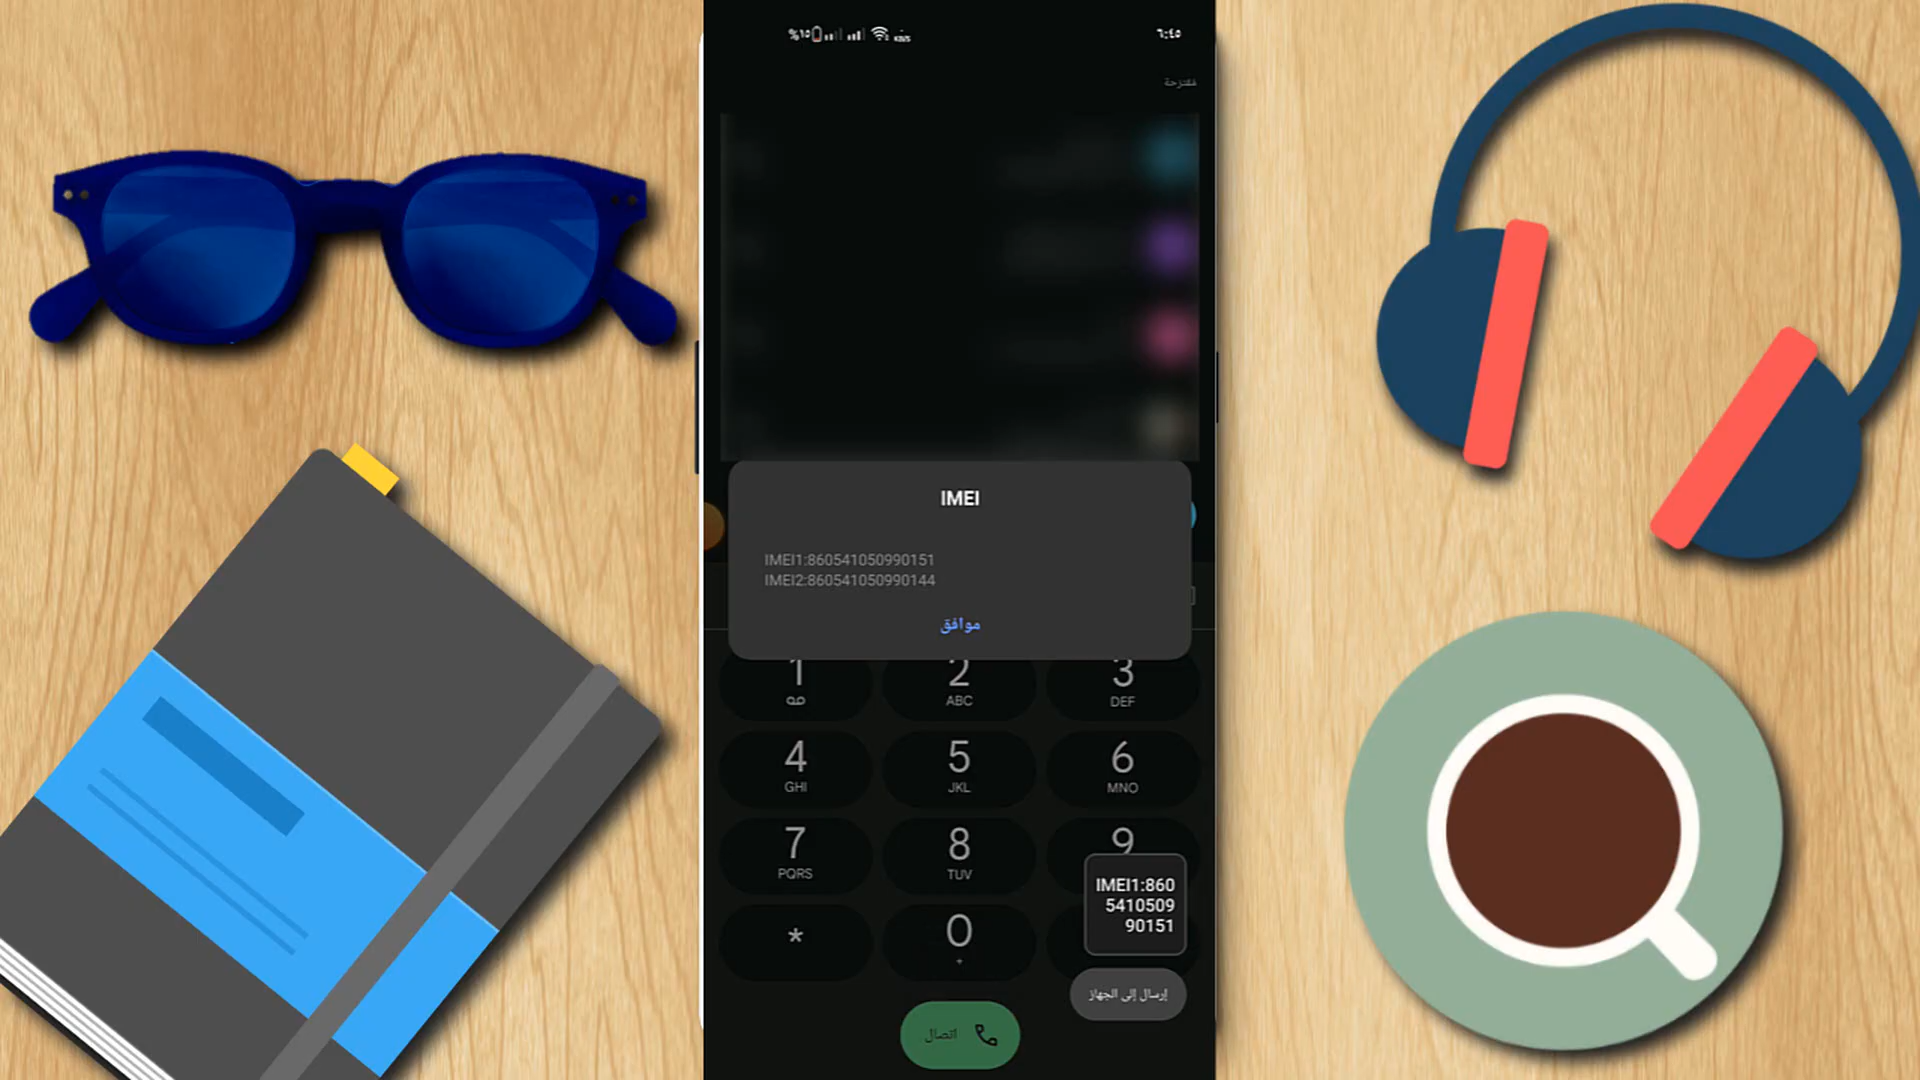 %١٥
٦:٤٥
مقترحة
IMEI
IMEI1:860541050990151
IMEI2:860541050990144
موافق
1
2
3
ABC
DEF
4
5
6
GHI
JKL
MNO
7
8
9
PQRS
TUV
IMEI1:860
5410509
90151
*
0
+
إرسال إلى الجهاز
اتصال